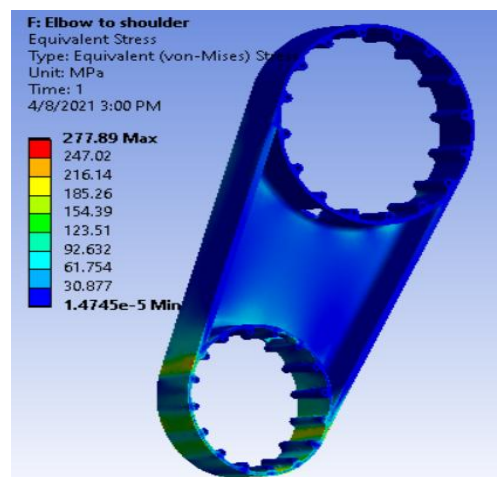 F: Elbow to shoulder
Equivalent Stress
Type: Equivalent (von-Mises) St
Unit: MPa
Time: 1
4/8/2021 3:00 PM
277.89 Max
247.02
216.14
185.26
154.39
123.51
92.632
61.754
30.877
1.4745e-5 Min